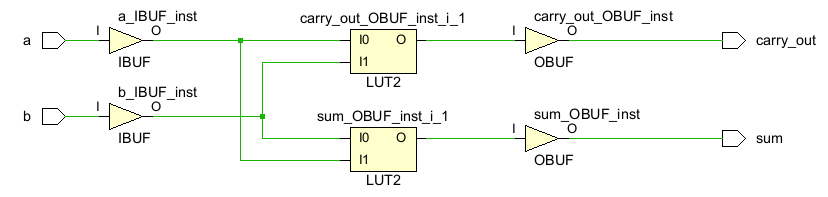 a
I
a_IBUF_inst
O
IBUF
b
I
b_IBUF_inst
O
IBUF
carry_out_OBUF_inst_i_1
I0
O
I1
LUT2
sum_OBUF_inst_i_1
I0
O
I1
LUT2
carry_out_OBUF_inst
I
O
OBUF
carry_out
sum_OBUF_inst
I
O
OBUF
sum